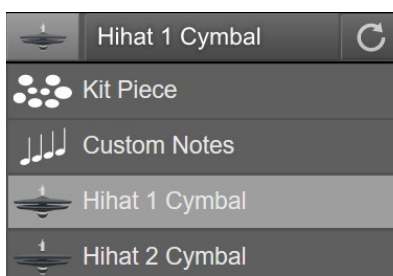 Hihat 1 Cymbal
Kit Piece
Custom Notes
Hihat 1 Cymbal
Hihat 2 Cymbal